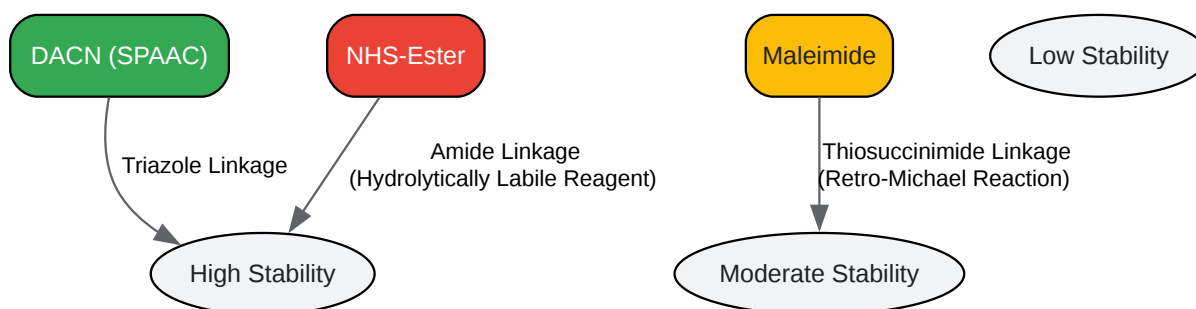 DACN (SPAAC)
NHS-Ester
Maleimide
Low Stability
Triazole Linkage
Amide Linkage
(Hydrolytically Labile Reagent)
Thiosuccinimide Linkage
(Retro-Michael Reaction)
High Stability
Moderate Stability